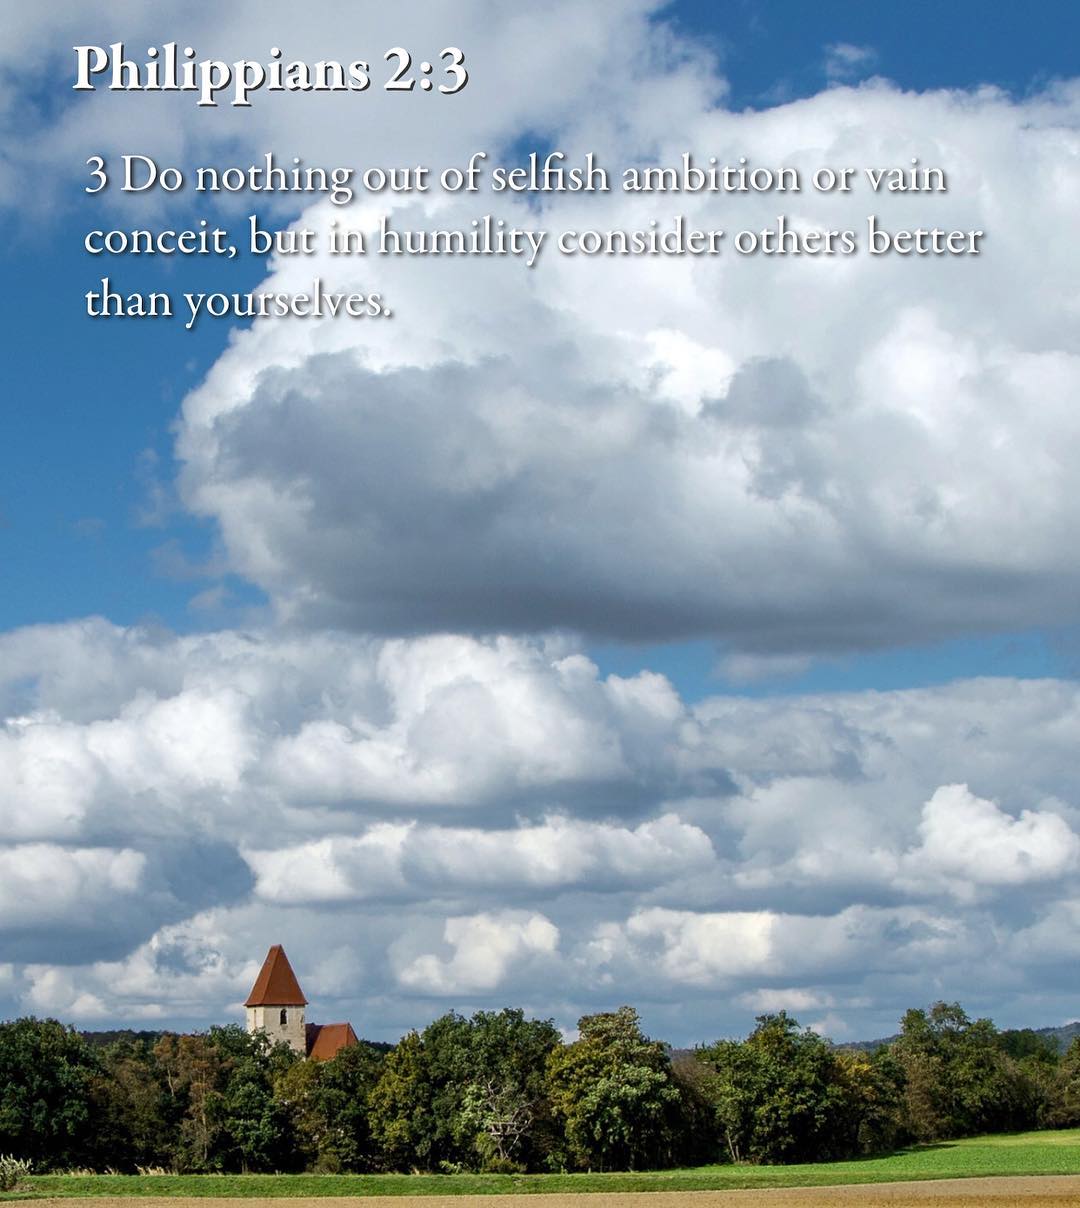 Philippians 2:3
3 Do nothing out of selfish ambition or vain
conceit, but in humility consider others better
than yourselves.